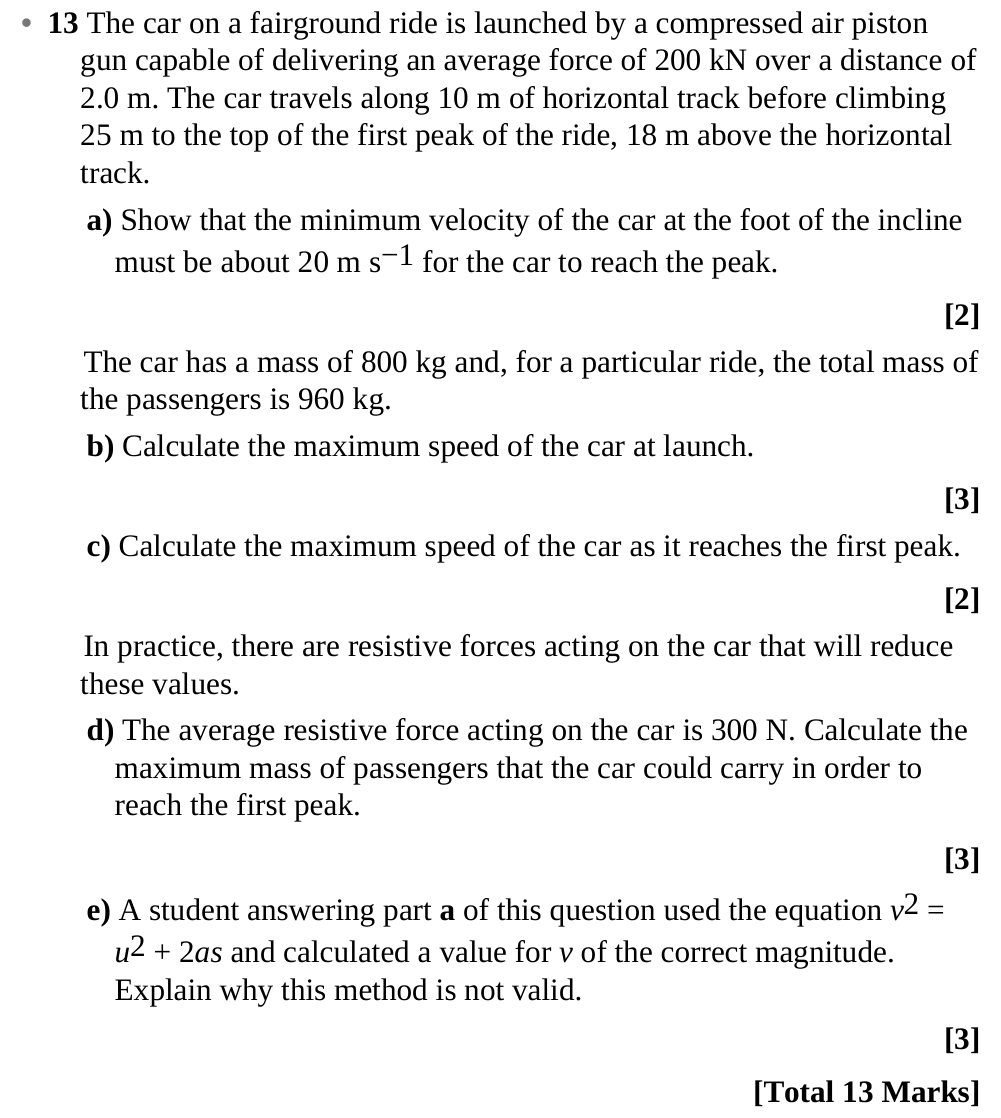 • 13 The car on a fairground ride is launched by a compressed air piston
gun capable of delivering an average force of 200 kN over a distance of
2.0 m. The car travels along 10 m of horizontal track before climbing
25 m to the top of the first peak of the ride, 18 m above the horizontal
track.
a) Show that the minimum velocity of the car at the foot of the incline
must be about 20 m s⁻¹ for the car to reach the peak.
[2]
The car has a mass of 800 kg and, for a particular ride, the total mass of
the passengers is 960 kg.
b) Calculate the maximum speed of the car at launch.
[3]
c) Calculate the maximum speed of the car as it reaches the first peak.
[2]
In practice, there are resistive forces acting on the car that will reduce
these values.
d) The average resistive force acting on the car is 300 N. Calculate the
maximum mass of passengers that the car could carry in order to
reach the first peak.
[3]
e) A student answering part a of this question used the equation v² =
u² + 2as and calculated a value for v of the correct magnitude.
Explain why this method is not valid.
[3]
[Total 13 Marks]